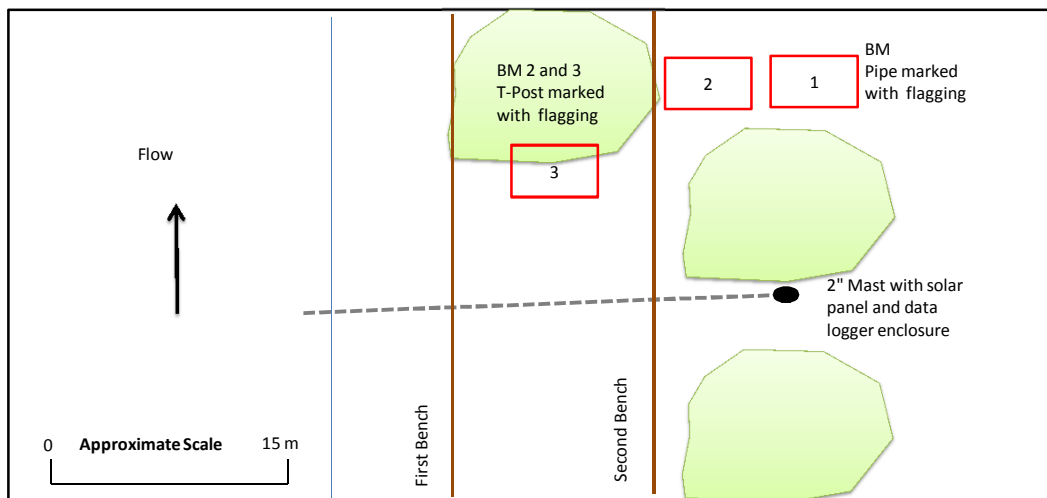 BM 2 and 3
T-Post marked
with flagging
2
1
BM
Pipe marked
with flagging
Flow
3
2" Mast with solar
panel and data
logger enclosure
First Bench
Second Bench
0 Approximate Scale 15 m